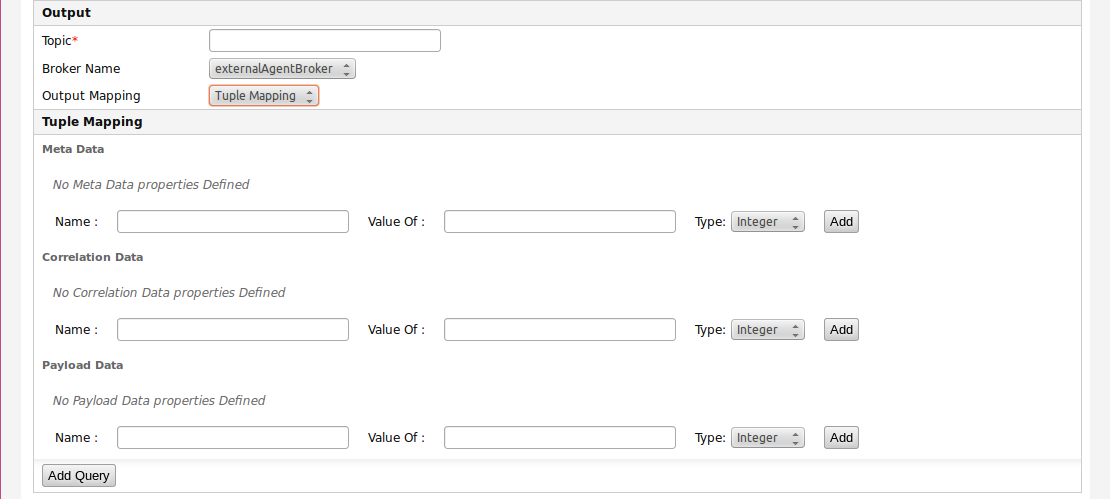 Output
Topic*
Broker Name externalAgentBroker
Output Mapping Tuple Mapping
Tuple Mapping
Meta Data
No Meta Data properties Defined
Name : Value Of : Type: Integer Add
Correlation Data
No Correlation Data properties Defined
Name : Value Of : Type: Integer Add
Payload Data
No Payload Data properties Defined
Name : Value Of : Type: Integer Add
Add Query